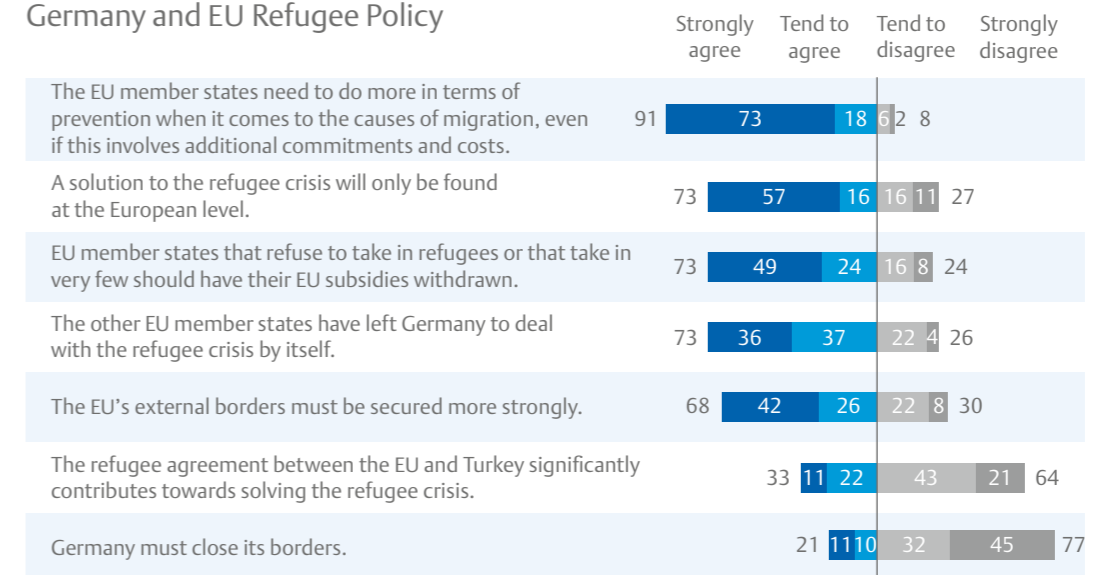 Germany and EU Refugee Policy
Strongly agree
Tend to agree
Tend to disagree
Strongly disagree
The EU member states need to do more in terms of
prevention when it comes to the causes of migration, even
if this involves additional commitments and costs.
91 73 18 6 2 8
A solution to the refugee crisis will only be found
at the European level.
73 57 16 16 11 27
EU member states that refuse to take in refugees or that take in
very few should have their EU subsidies withdrawn.
73 49 24 16 8 24
The other EU member states have left Germany to deal
with the refugee crisis by itself.
73 36 37 22 4 26
The EU’s external borders must be secured more strongly.
68 42 26 22 8 30
The refugee agreement between the EU and Turkey significantly
contributes towards solving the refugee crisis.
33 11 22 43 21 64
Germany must close its borders.
21 11 10 32 45 77